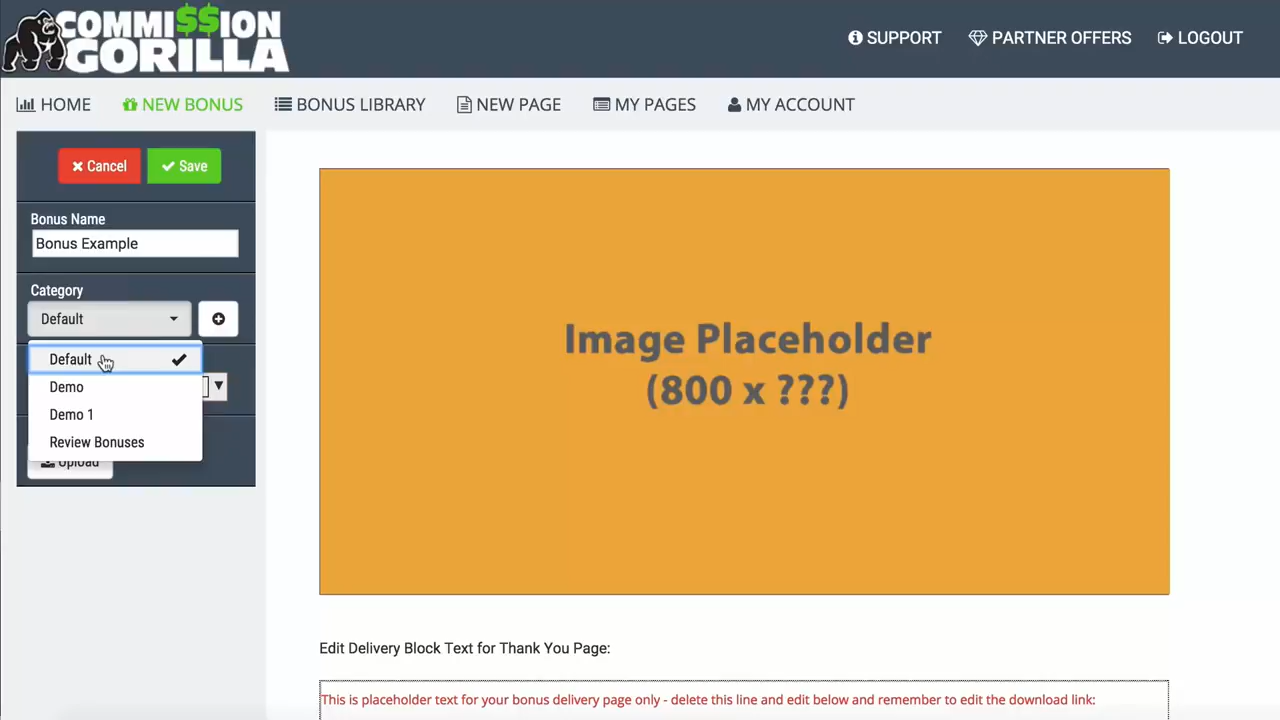 COMMI$$ION
GORILLA
SUPPORT
PARTNER OFFERS
LOGOUT
HOME
NEW BONUS
BONUS LIBRARY
NEW PAGE
MY PAGES
MY ACCOUNT
Cancel
Save
Bonus Name
Bonus Example
Category
Default
Default
Demo
Demo 1
Review Bonuses
Upload
Image Placeholder
(800 x ???)
Edit Delivery Block Text for Thank You Page:
This is placeholder text for your bonus delivery page only - delete this line and edit below and remember to edit the download link: